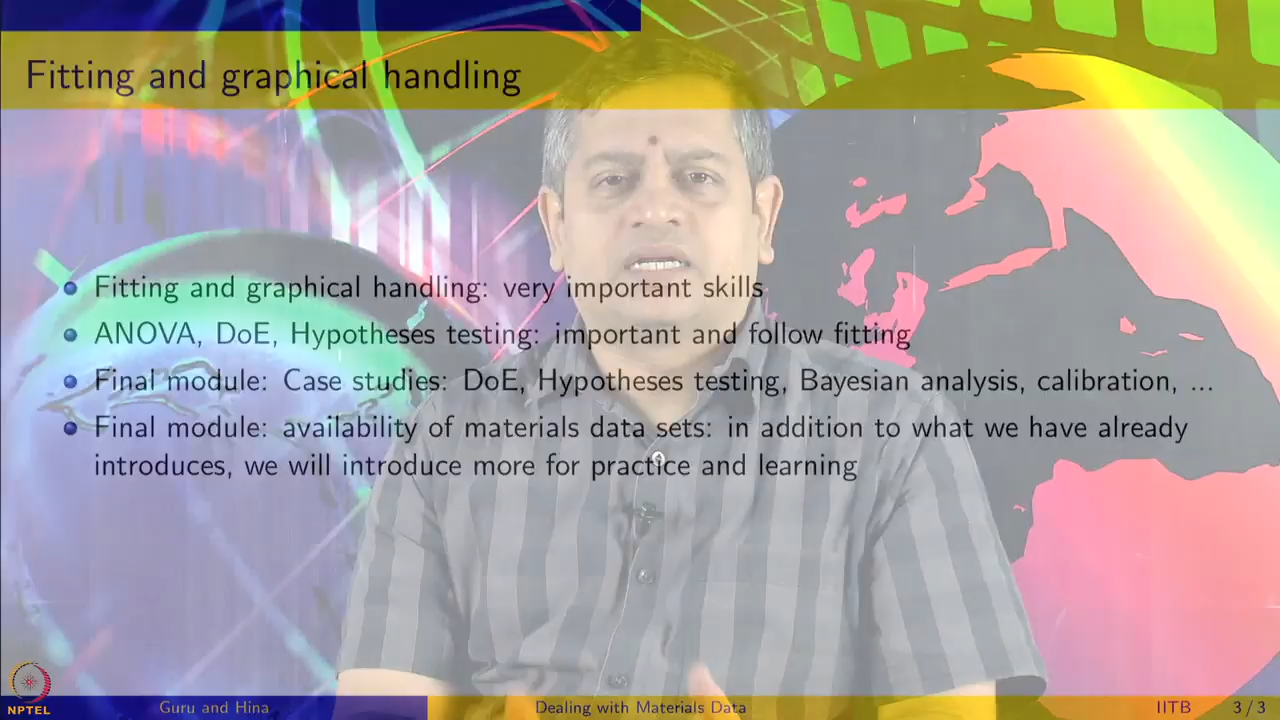 Fitting and graphical handling
Fitting and graphical handling: very important skills
ANOVA, DoE, Hypotheses testing: important and follow fitting
Final module: Case studies: DoE, Hypotheses testing, Bayesian analysis, calibration, ...
Final module: availability of materials data sets: in addition to what we have already
introduces, we will introduce more for practice and learning
NPTEL
Guru and Hina
Dealing with Materials Data
IITB
3 / 3